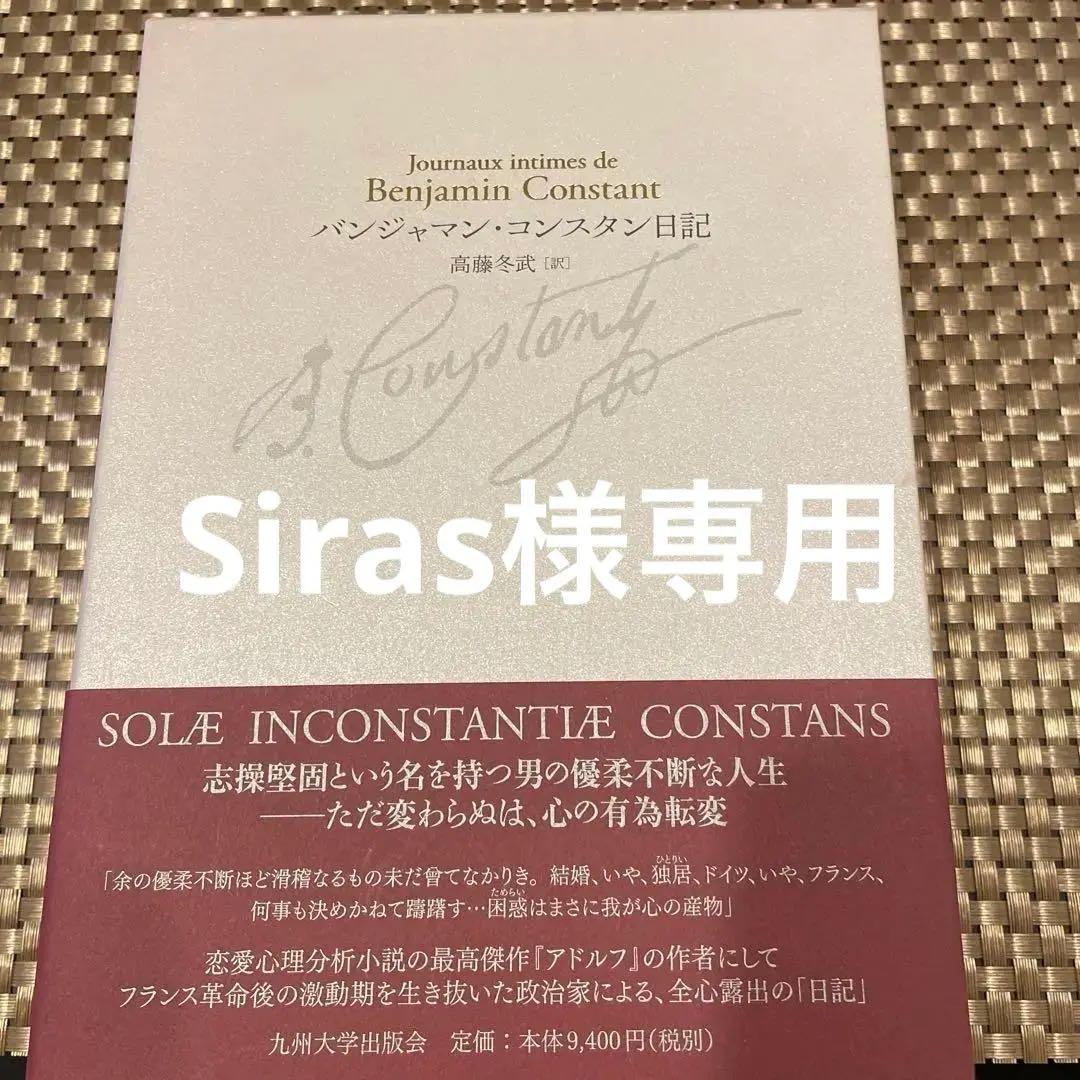 Journaux intimes de
Benjamin Constant
バンジャマン・コンスタン日記
高藤冬武［訳］
B. Constant
Siras様専用
SOLÆ INCONSTANTIÆ CONSTANS
志操堅固という名を持つ男の優柔不断な人生
――ただ変わらぬは、心の有為転変
「余の優柔不断ほど滑稽なるもの未だ曾てなかりき。結婚、いや、独居、ドイツ、いや、フランス、
ひとりい
何事も決めかねて躊躇す…困惑はまさに我が心の産物」
ためらい
恋愛心理分析小説の最高傑作『アドルフ』の作者にして
フランス革命後の激動期を生き抜いた政治家による、全心露出の「日記」
九州大学出版会 定価：本体9,400円（税別）